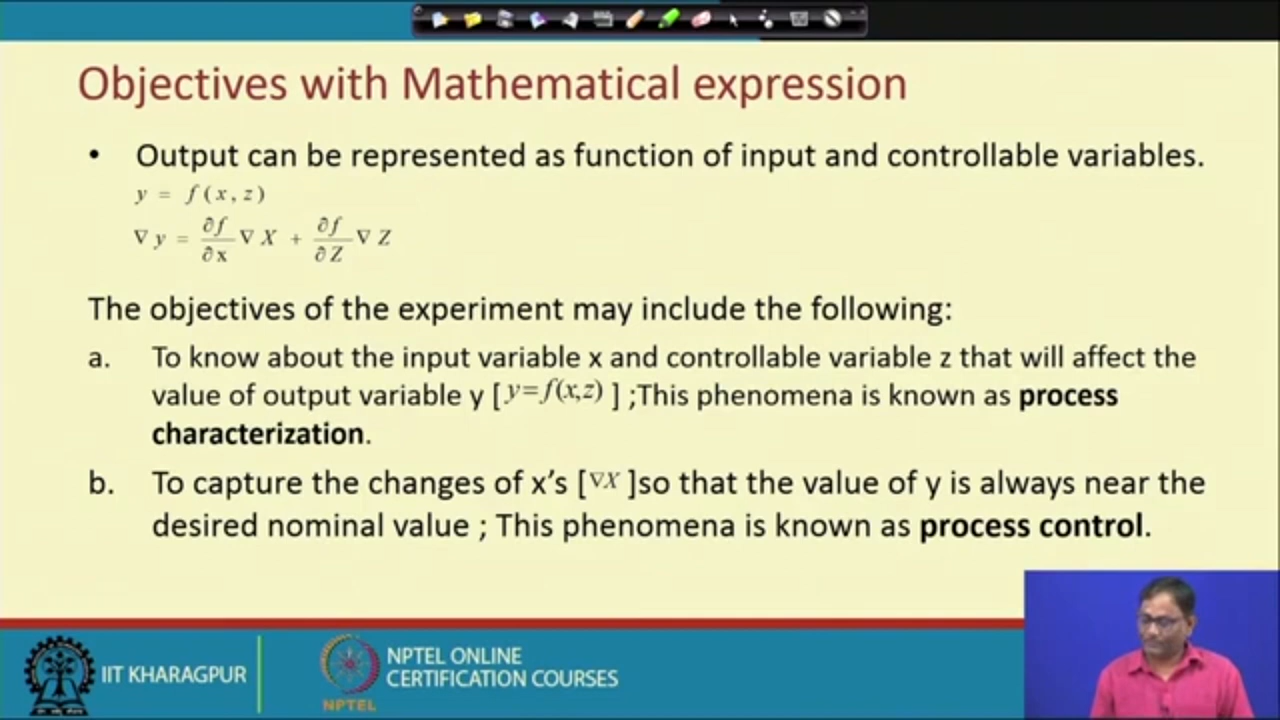 Objectives with Mathematical expression
• Output can be represented as function of input and controllable variables.
y = f(x,z)
∇y = ∂f/∂x ∇X + ∂f/∂Z ∇Z
The objectives of the experiment may include the following:
a. To know about the input variable x and controllable variable z that will affect the
value of output variable y [y=f(x,z) ] ;This phenomena is known as process
characterization.
b. To capture the changes of x’s [∇X ]so that the value of y is always near the
desired nominal value ; This phenomena is known as process control.
IIT KHARAGPUR
NPTEL
NPTEL ONLINE
CERTIFICATION COURSES